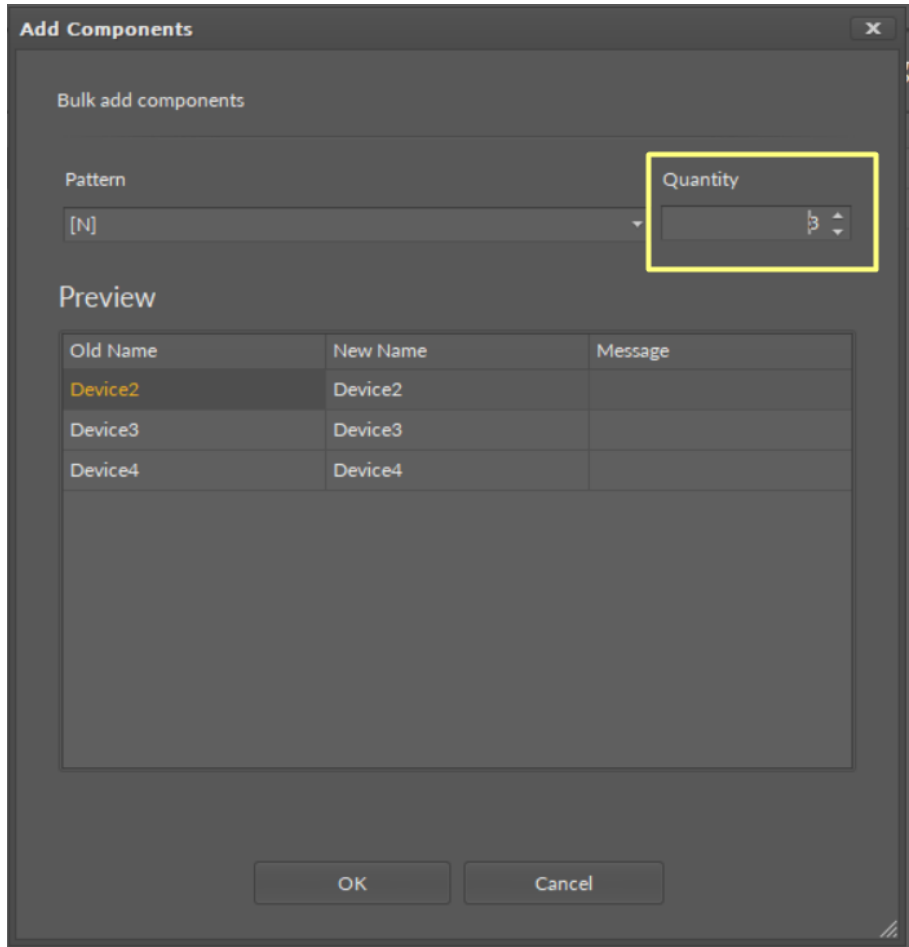 Add Components
Bulk add components
Pattern Quantity
[N] 3
Preview
Old Name New Name Message
Device2 Device2
Device3 Device3
Device4 Device4
OK Cancel